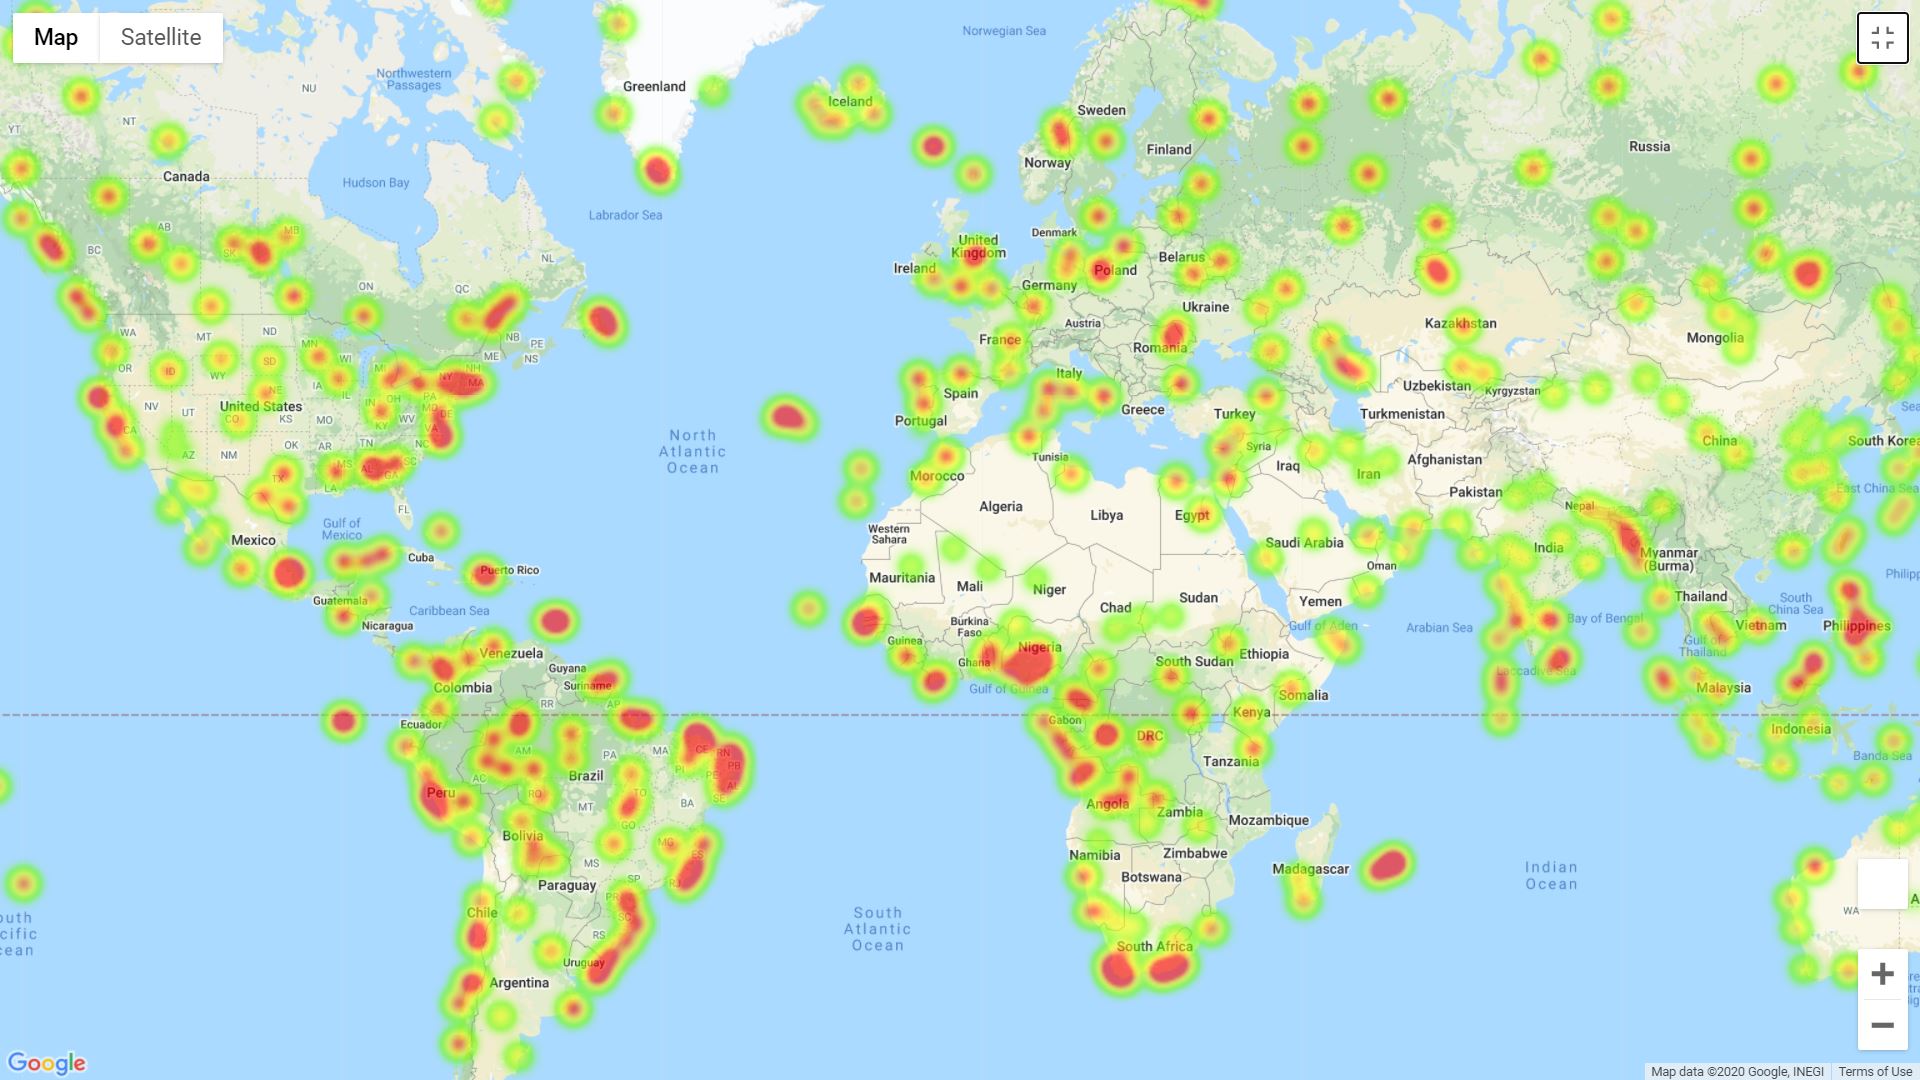 Map
Satellite
Norwegian Sea
Northwestern
Passages
NU
Greenland
Iceland
Sweden
NT
YT
Finland
Russia
Norway
Canada
Hudson Bay
Labrador Sea
AB
MB
Denmark
United
Kingdom
BC
SK
NL
Belarus
Ireland
Poland
Germany
ON
QC
Ukraine
Austria
Kazakhstan
WA
MT
ND
NB
PE
NS
ME
France
Romania
Mongolia
OR
ID
WY
SD
MN
WI
MI
NY
NH
MA
Italy
Uzbekistan
Kyrgyzstan
Spain
Portugal
Greece
Turkey
Turkmenistan
United States
NV
UT
CO
NE
KS
IA
MO
IL
IN
OH
KY
WV
PA
MD
DE
VA
North
Atlantic
Ocean
CA
AZ
NM
OK
AR
TN
NC
SC
MS
AL
GA
TX
LA
FL
Tunisia
Syria
Iraq
Iran
Afghanistan
China
South Korea
Morocco
Algeria
Libya
Egypt
Pakistan
Nepal
East China Sea
Gulf of
Mexico
Mexico
Cuba
Puerto Rico
Western
Sahara
Saudi Arabia
Oman
India
Myanmar
(Burma)
Mauritania
Mali
Niger
Chad
Sudan
Yemen
Thailand
Guatemala
Caribbean Sea
Nicaragua
Burkina
Faso
Guinea
Gulf of Aden
Arabian Sea
Bay of Bengal
South
China Sea
Vietnam
Philippines
Gulf of
Thailand
Venezuela
Guyana
Suriname
Colombia
Ghana
Nigeria
Gulf of Guinea
South Sudan
Ethiopia
Somalia
Laccadive Sea
Malaysia
RR
AP
Ecuador
Gabon
Kenya
DRC
Indonesia
AM
PA
MA
CE
RN
PB
PI
PE
AL
SE
AC
RO
TO
BA
Brazil
Peru
Tanzania
Banda Sea
Angola
Zambia
Mozambique
Bolivia
MT
GO
MG
ES
MS
RJ
SP
Namibia
Zimbabwe
Botswana
Madagascar
Indian
Ocean
Paraguay
PR
SC
RS
Chile
South
Atlantic
Ocean
South Africa
WA
Uruguay
Argentina
Google
Map data ©2020 Google, INEGI
Terms of Use